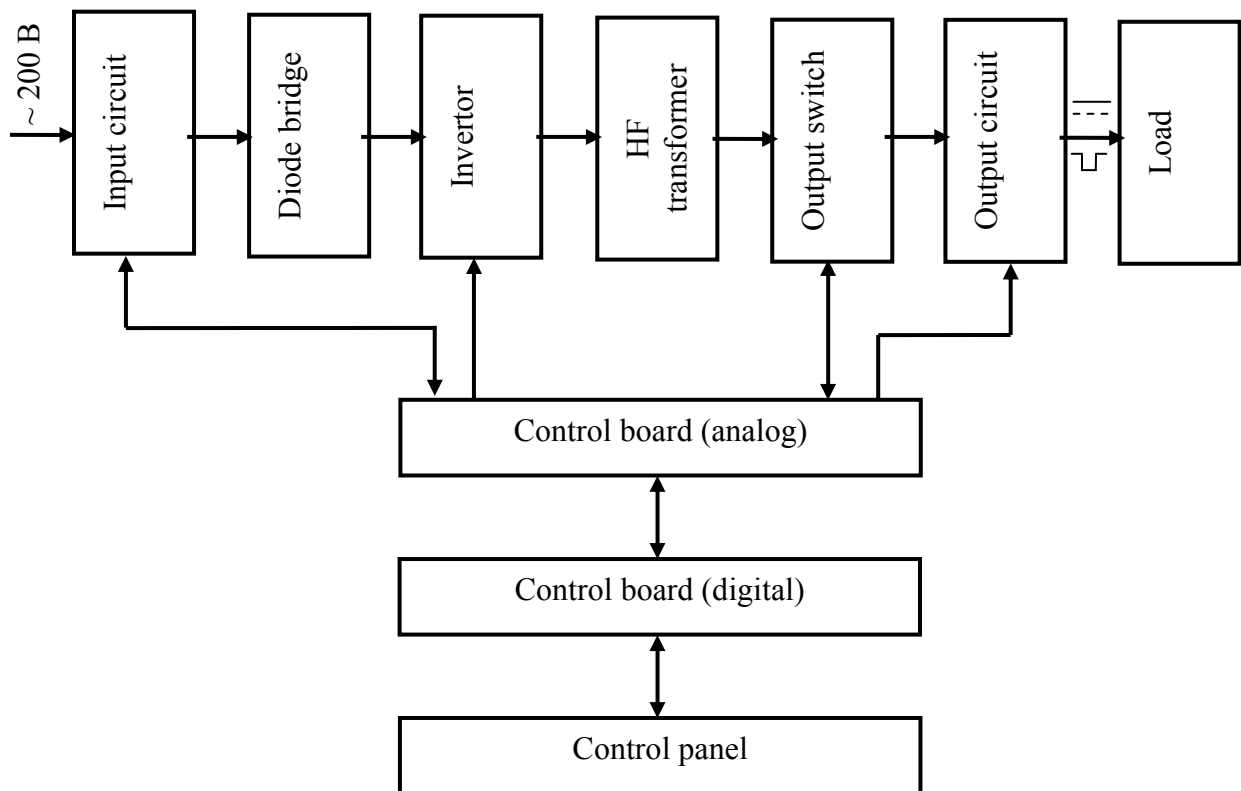 ~ 200 B
Input circuit
Diode bridge
Invertor
HF
transformer
Output switch
Output circuit
Load
Control board (analog)
Control board (digital)
Control panel